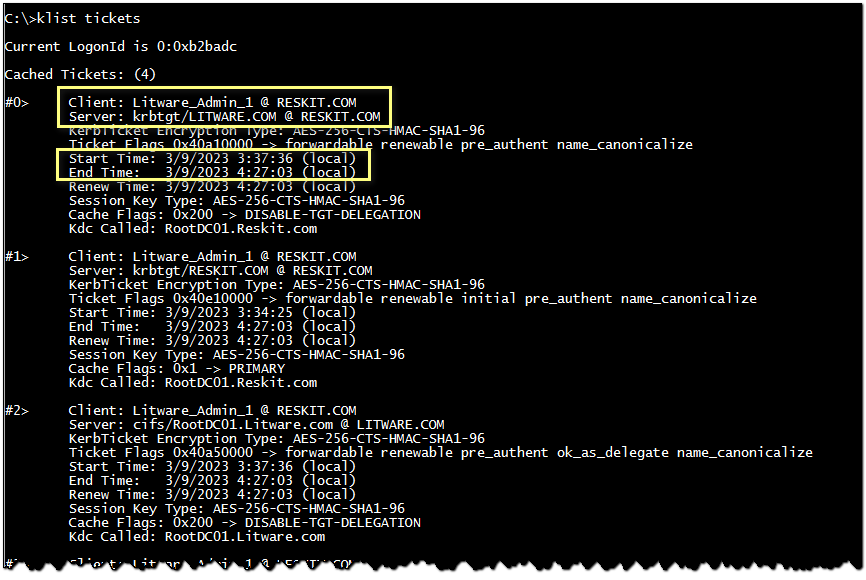 C:\>klist tickets
Current LogonId is 0:0xb2badc
Cached Tickets: (4)
#0> Client: Litware_Admin_1 @ RESKIT.COM
Server: krbtgt/LITWARE.COM @ RESKIT.COM
KerbTicket Encryption Type: AES-256-CTS-HMAC-SHA1-96
Ticket Flags 0x40a10000 -> forwardable renewable pre_authent name_canonicalize
Start Time: 3/9/2023 3:37:36 (local)
End Time: 3/9/2023 4:27:03 (local)
Renew Time: 3/9/2023 4:27:03 (local)
Session Key Type: AES-256-CTS-HMAC-SHA1-96
Cache Flags: 0x200 -> DISABLE-TGT-DELEGATION
Kdc Called: RootDC01.Reskit.com
#1> Client: Litware_Admin_1 @ RESKIT.COM
Server: krbtgt/RESKIT.COM @ RESKIT.COM
KerbTicket Encryption Type: AES-256-CTS-HMAC-SHA1-96
Ticket Flags 0x40e10000 -> forwardable renewable initial pre_authent name_canonicalize
Start Time: 3/9/2023 3:34:25 (local)
End Time: 3/9/2023 4:27:03 (local)
Renew Time: 3/9/2023 4:27:03 (local)
Session Key Type: AES-256-CTS-HMAC-SHA1-96
Cache Flags: 0x1 -> PRIMARY
Kdc Called: RootDC01.Reskit.com
#2> Client: Litware_Admin_1 @ RESKIT.COM
Server: cifs/RootDC01.Litware.com @ LITWARE.COM
KerbTicket Encryption Type: AES-256-CTS-HMAC-SHA1-96
Ticket Flags 0x40a50000 -> forwardable renewable pre_authent ok_as_delegate name_canonicalize
Start Time: 3/9/2023 3:37:36 (local)
End Time: 3/9/2023 4:27:03 (local)
Renew Time: 3/9/2023 4:27:03 (local)
Session Key Type: AES-256-CTS-HMAC-SHA1-96
Cache Flags: 0x200 -> DISABLE-TGT-DELEGATION
Kdc Called: RootDC01.Litware.com